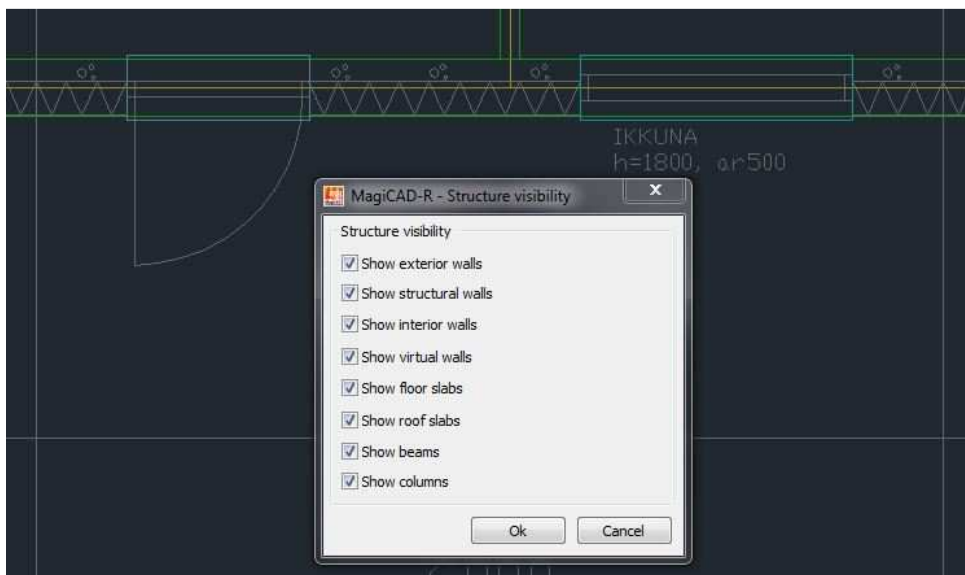 IKKUNA
h=1800, ar500
MagiCAD-R - Structure visibility
Structure visibility
Show exterior walls
Show structural walls
Show interior walls
Show virtual walls
Show floor slabs
Show roof slabs
Show beams
Show columns
Ok
Cancel